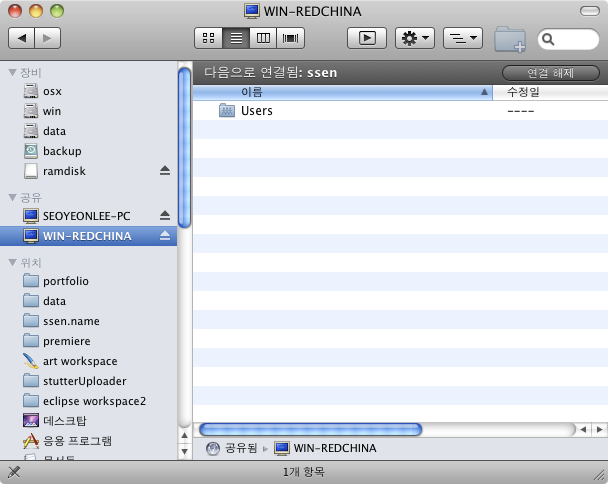 WIN-REDCHINA
장비
osx
win
data
backup
ramdisk
공유
SEOYEONLEE-PC
WIN-REDCHINA
위치
portfolio
data
ssen.name
premiere
art workspace
stutterUploader
eclipse workspace2
데스크탑
응용 프로그램
다음으로 연결됨: ssen
연결 해제
이름 수정일
Users ----
공유됨 WIN-REDCHINA
1개 항목